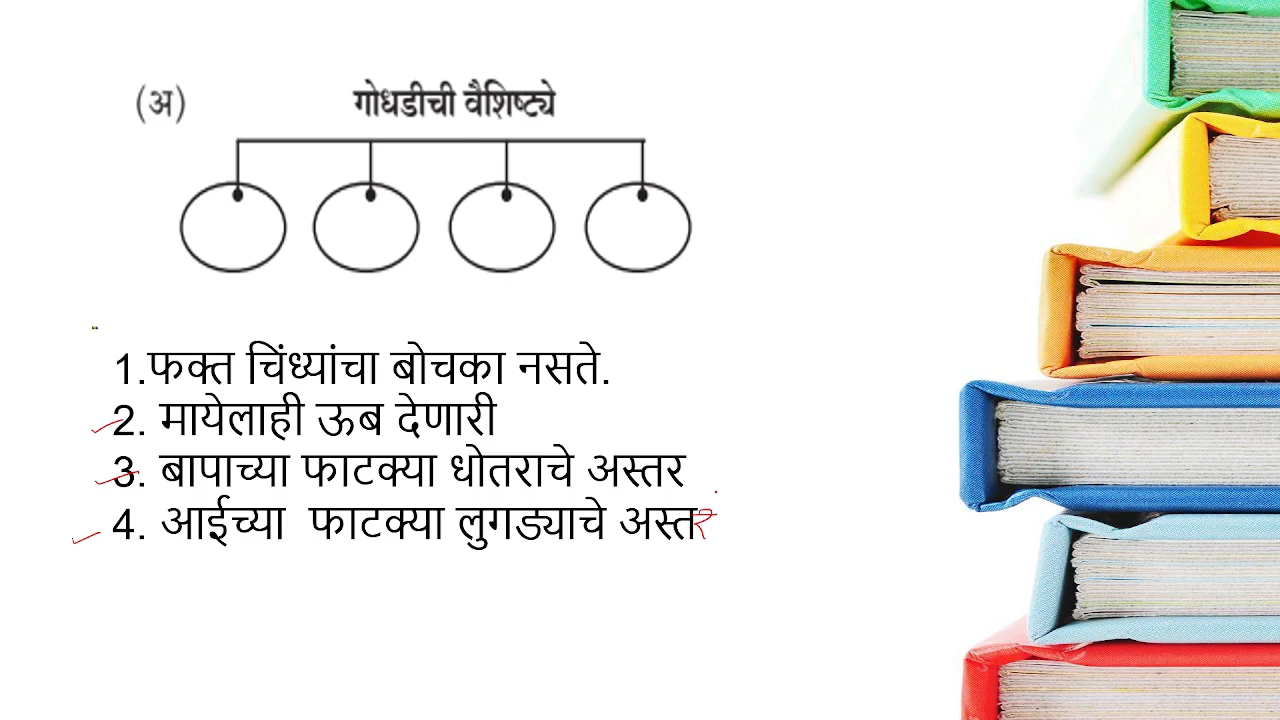 (अ) गोधडीची वैशिष्ट्ये
1.फक्त चिंध्यांचा बोचका नसते.
2. मायेलाही ऊब देणारी
3. बापाच्या फाटक्या धोतराचे अस्तर
4. आईच्या फाटक्या लुगड्याचे अस्तर